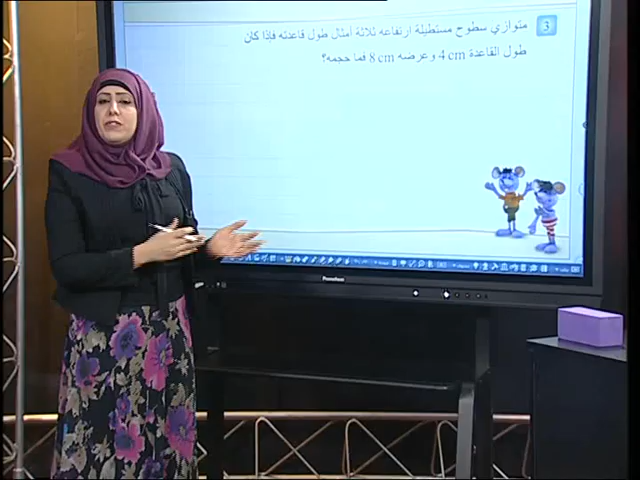 3 متوازي سطوح مستطيلة ارتفاعه ثلاثة أمثال طول قاعدته فإذا كان
طول القاعدة 4 cm وعرضه 8 cm فما حجمه؟
Promethean